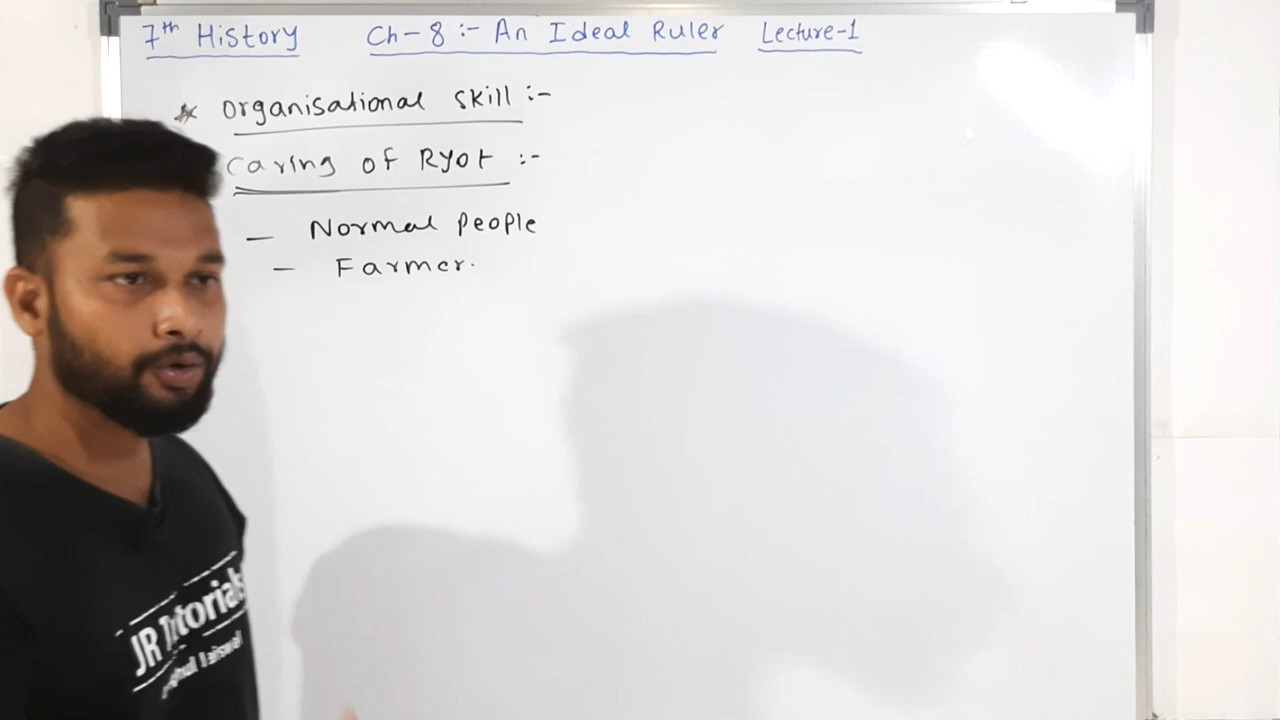 7th History Ch-8 :- An Ideal Ruler Lecture-1
* Organisational skill :-
Caring of Ryot :-
— Normal People
— Farmer.
JR Tutorials